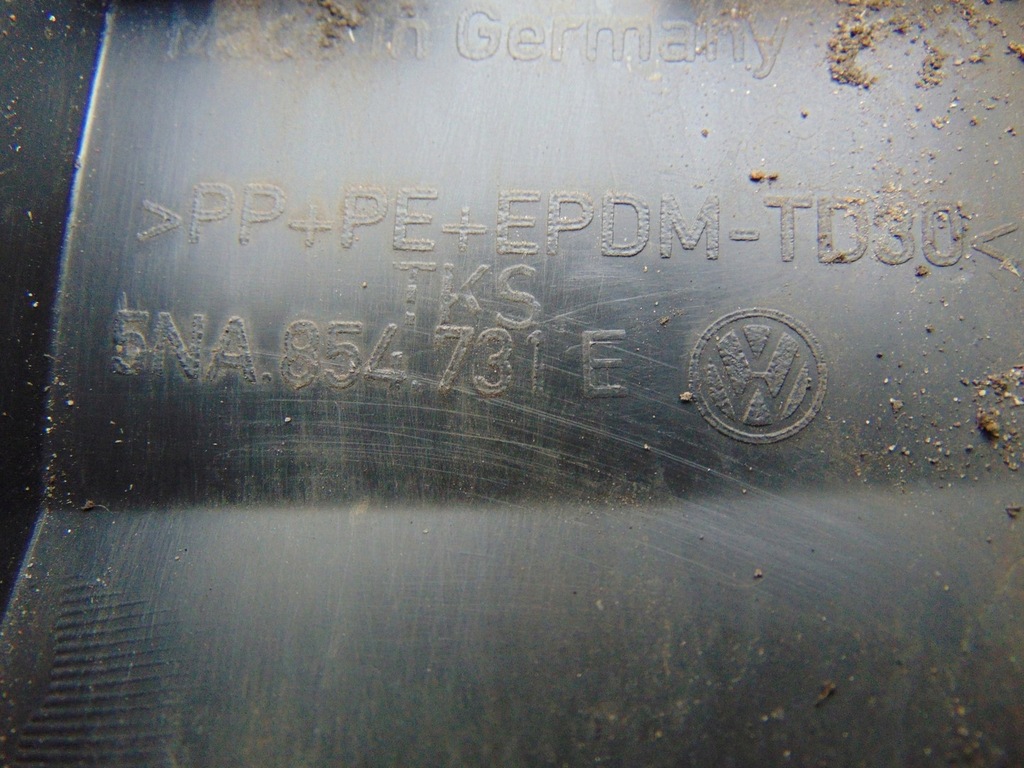 Made in Germany
>PP+PE+EPDM-TD30<
TKS
5NA.854.731 E